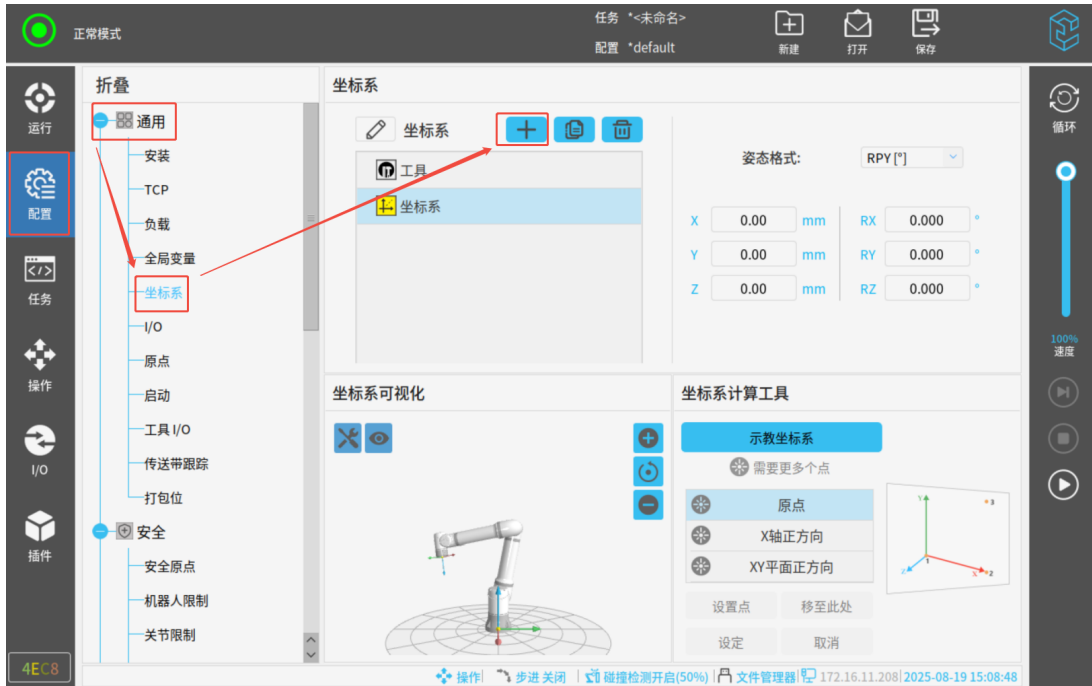 正常模式
任务 *<未命名>
配置 *default
新建
打开
保存
运行
配置
任务
操作
I/O
插件
4EC8
折叠
通用
安装
TCP
负载
全局变量
坐标系
I/O
原点
启动
工具 I/O
传送带跟踪
打包位
安全
安全原点
机器人限制
关节限制
坐标系
坐标系
工具
坐标系
姿态格式: RPY [°]
X 0.00 mm RX 0.000 °
Y 0.00 mm RY 0.000 °
Z 0.00 mm RZ 0.000 °
坐标系可视化
坐标系计算工具
示教坐标系
需要更多个点
原点
X轴正方向
XY平面正方向
Y
3
1
Z
X
2
设置点 移至此处
设定 取消
循环
100%
速度
操作 步进 关闭 碰撞检测开启(50%) 文件管理器 172.16.11.208 2025-08-19 15:08:48